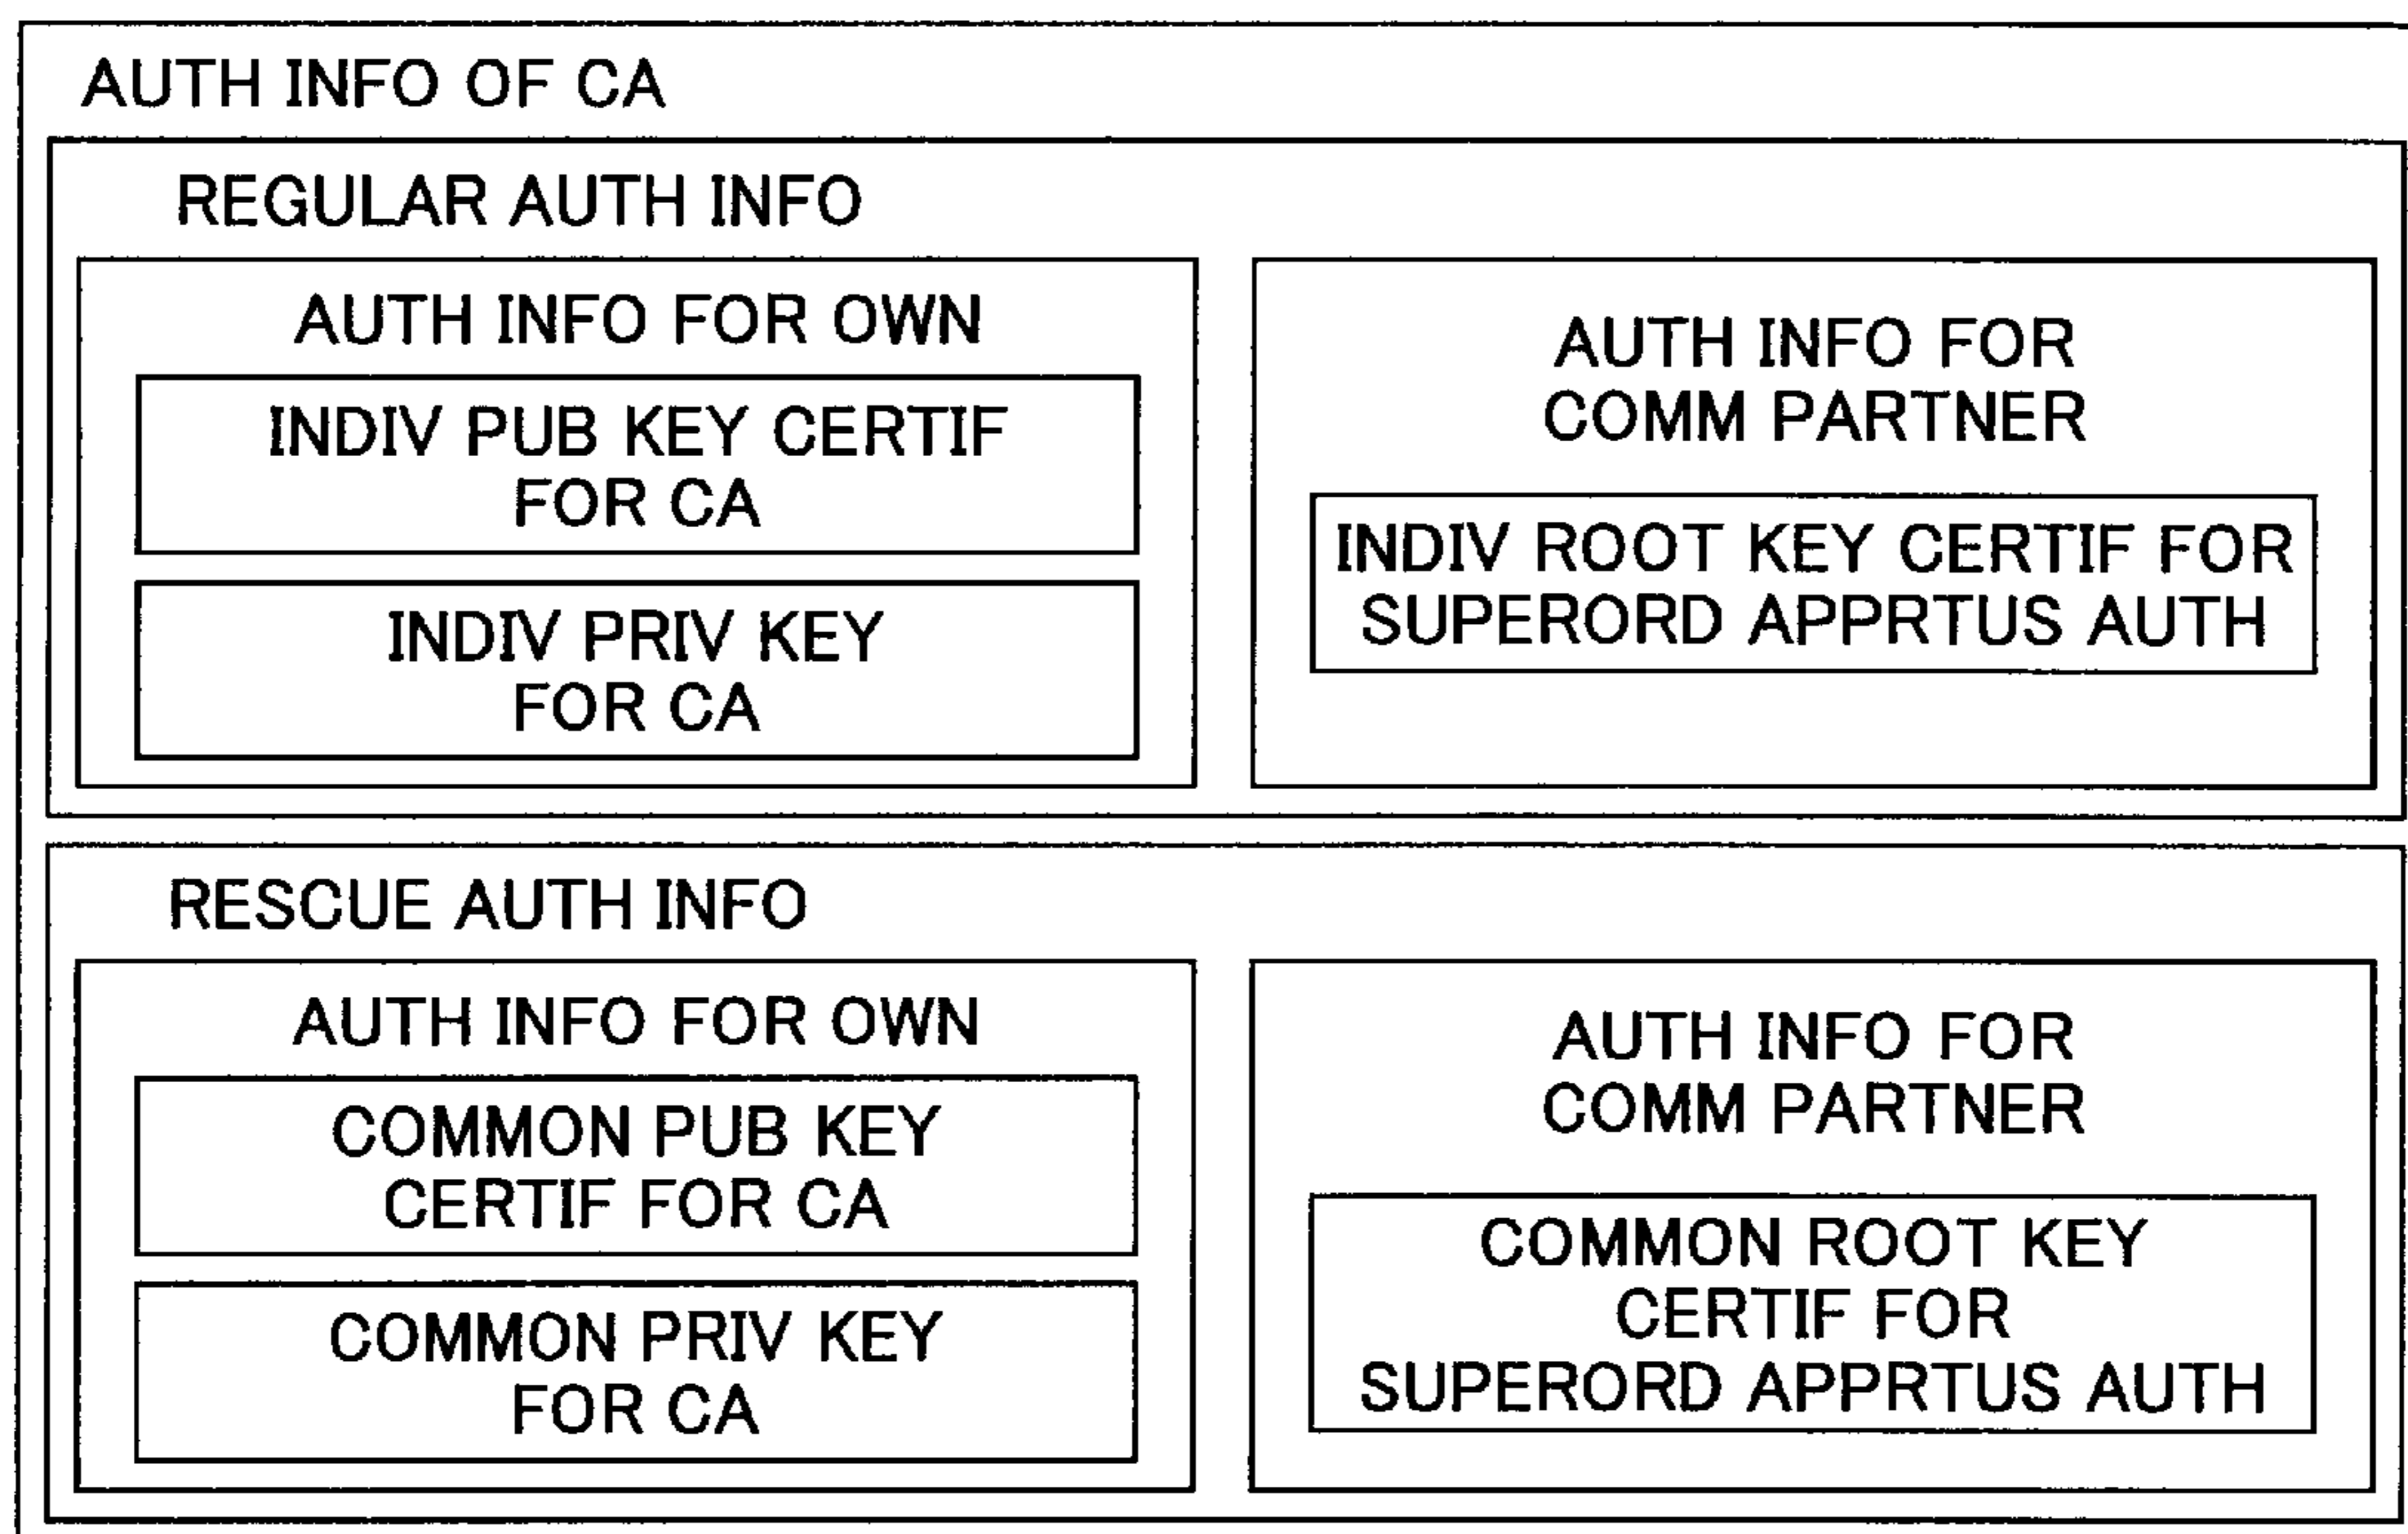 AUTH INFO OF CA
REGULAR AUTH INFO
AUTH INFO FOR OWN
INDIV PUB KEY CERTIF
FOR CA
INDIV PRIV KEY
FOR CA
AUTH INFO FOR
COMM PARTNER
INDIV ROOT KEY CERTIF FOR
SUPERORD APPRTUS AUTH
RESCUE AUTH INFO
AUTH INFO FOR OWN
COMMON PUB KEY
CERTIF FOR CA
COMMON PRIV KEY
FOR CA
AUTH INFO FOR
COMM PARTNER
COMMON ROOT KEY
CERTIF FOR
SUPERORD APPRTUS AUTH